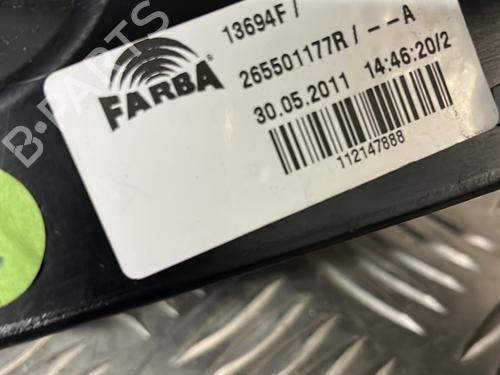 13694F /
FARBA®
265501177R / - - A
30.05.2011 14:46:20/2
112147888
B-PARTS